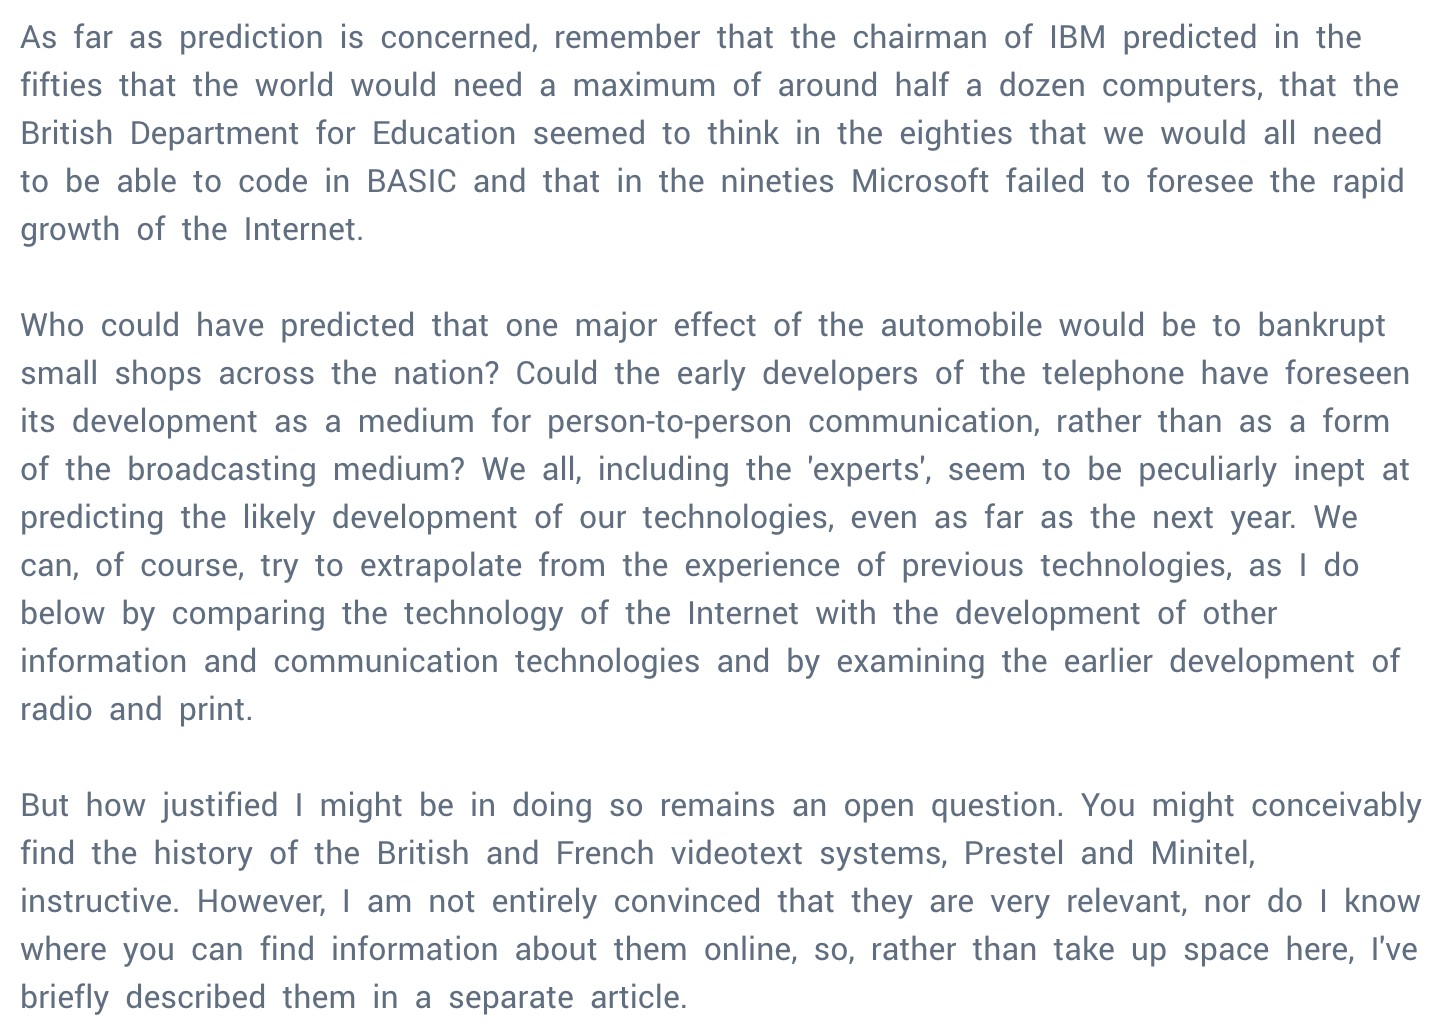 As far as prediction is concerned, remember that the chairman of IBM predicted in the
fifties that the world would need a maximum of around half a dozen computers, that the
British Department for Education seemed to think in the eighties that we would all need
to be able to code in BASIC and that in the nineties Microsoft failed to foresee the rapid
growth of the Internet.
Who could have predicted that one major effect of the automobile would be to bankrupt
small shops across the nation? Could the early developers of the telephone have foreseen
its development as a medium for person-to-person communication, rather than as a form
of the broadcasting medium? We all, including the 'experts', seem to be peculiarly inept at
predicting the likely development of our technologies, even as far as the next year. We
can, of course, try to extrapolate from the experience of previous technologies, as I do
below by comparing the technology of the Internet with the development of other
information and communication technologies and by examining the earlier development of
radio and print.
But how justified I might be in doing so remains an open question. You might conceivably
find the history of the British and French videotext systems, Prestel and Minitel,
instructive. However, I am not entirely convinced that they are very relevant, nor do I know
where you can find information about them online, so, rather than take up space here, I've
briefly described them in a separate article.